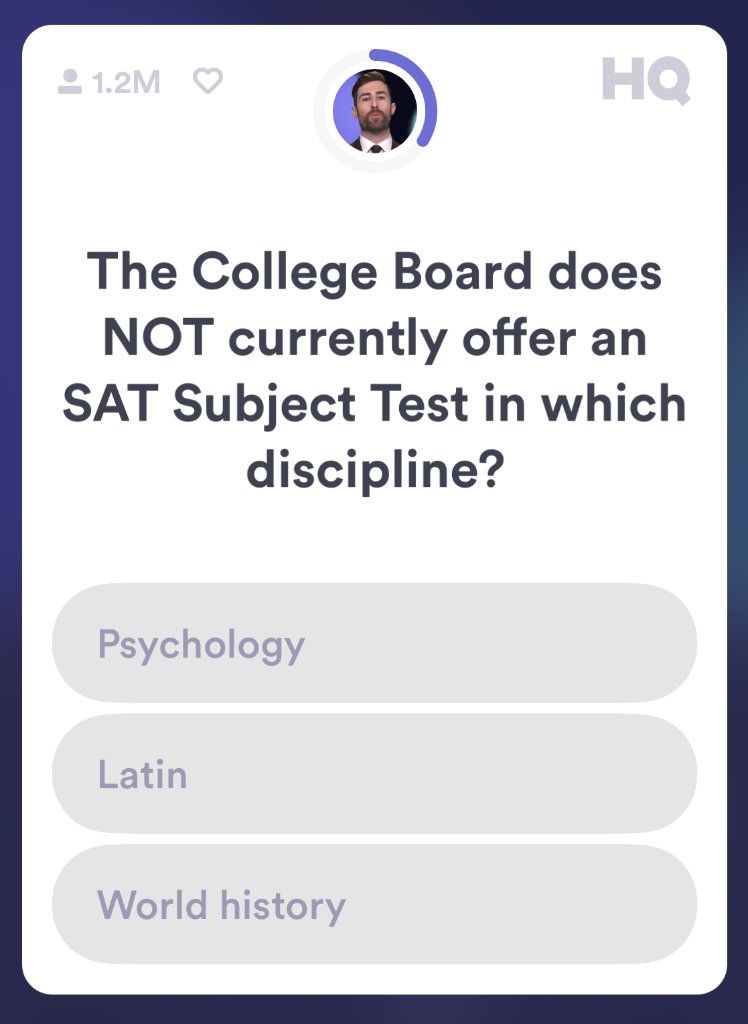 1.2M
HQ
The College Board does
NOT currently offer an
SAT Subject Test in which
discipline?
Psychology
Latin
World history